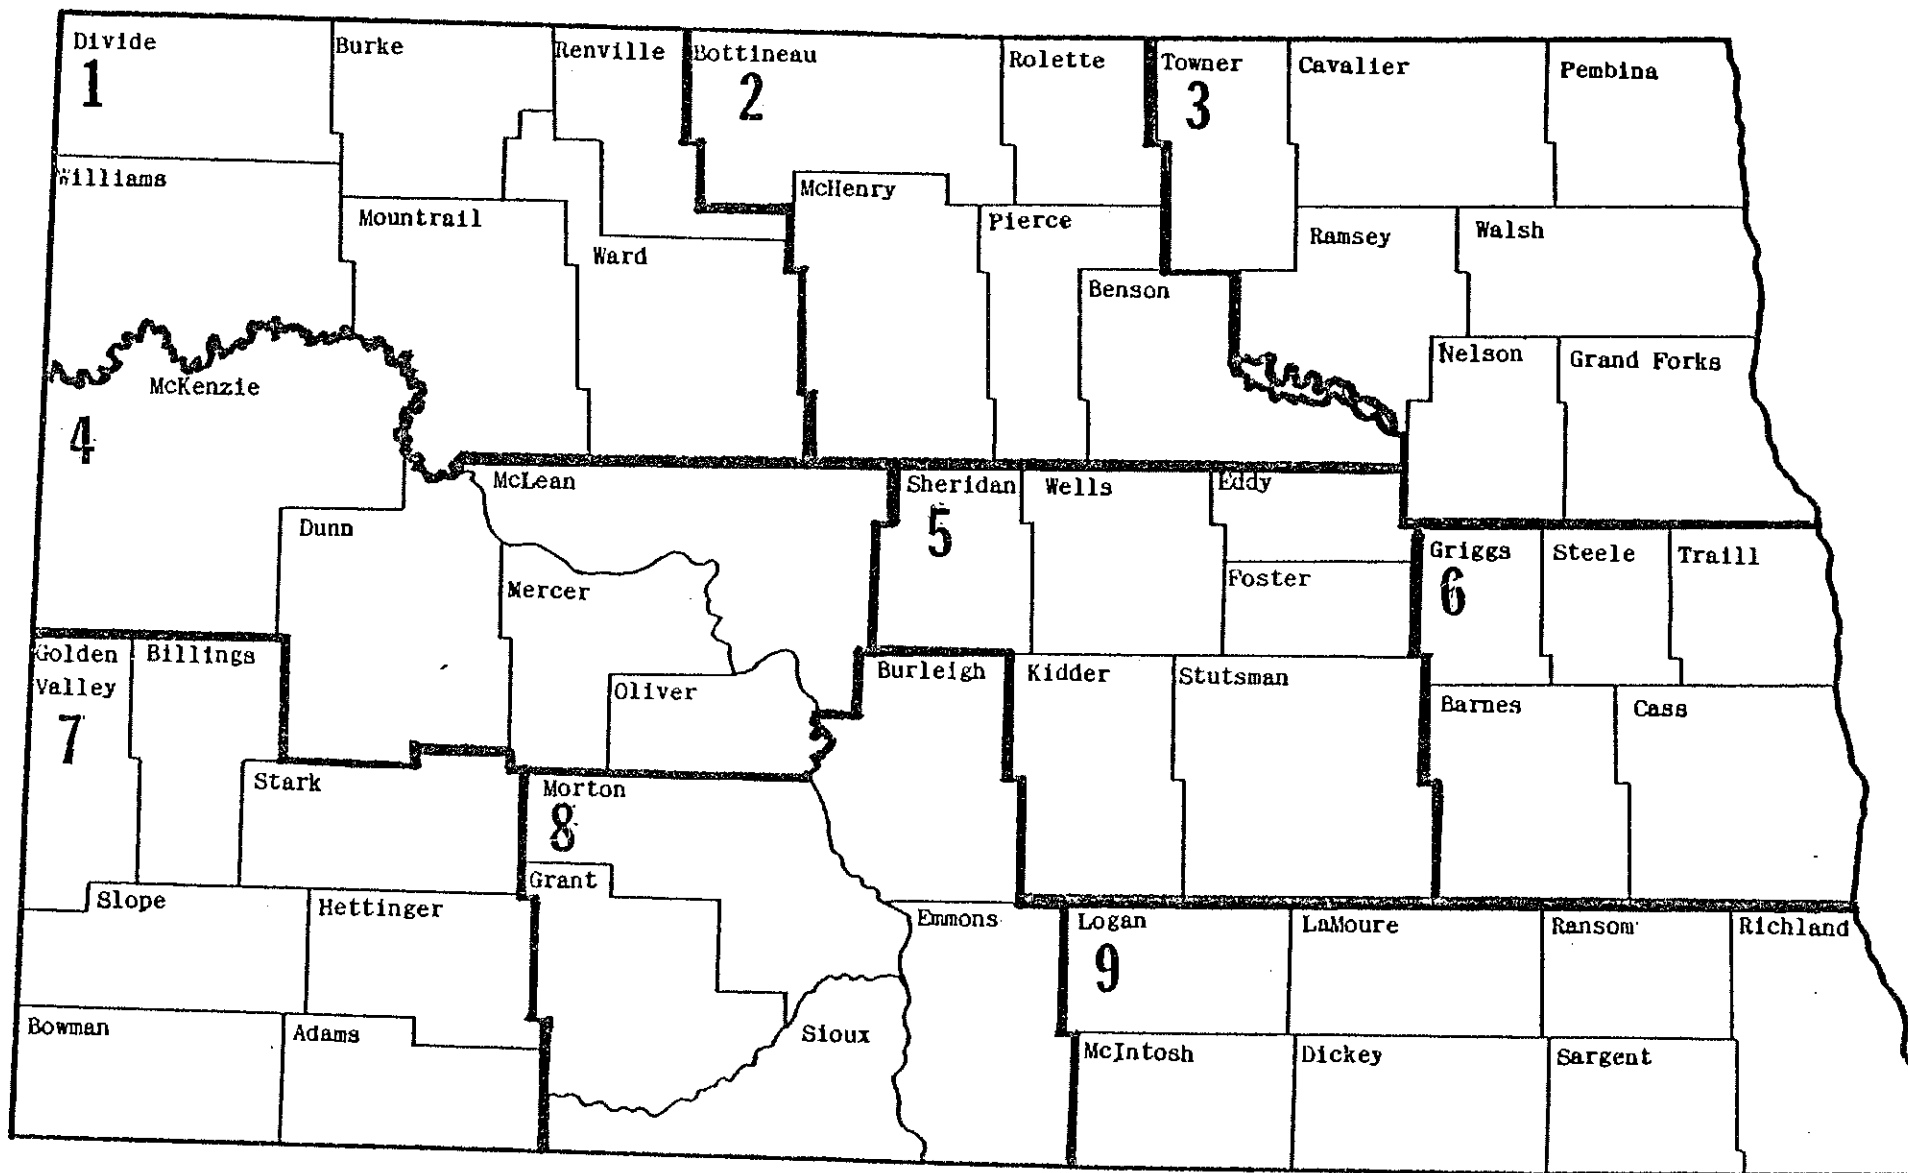 Divide
1
Burke
Renville
Bottineau
2
Rolette
Towner
3
Cavalier
Pembina
Williams
Mountrail
Ward
McHenry
Pierce
Benson
Ramsey
Walsh
Nelson
Grand Forks
McKenzie
4
Dunn
McLean
Mercer
Oliver
Sheridan
5
Wells
Eddy
Foster
Griggs
6
Steele
Traill
Golden
Valley
7
Billings
Stark
Burleigh
Kidder
Stutsman
Barnes
Cass
Morton
8
Grant
Slope
Hettinger
Emmons
Logan
9
LaMoure
Ransom
Richland
Bowman
Adams
Sioux
McIntosh
Dickey
Sargent